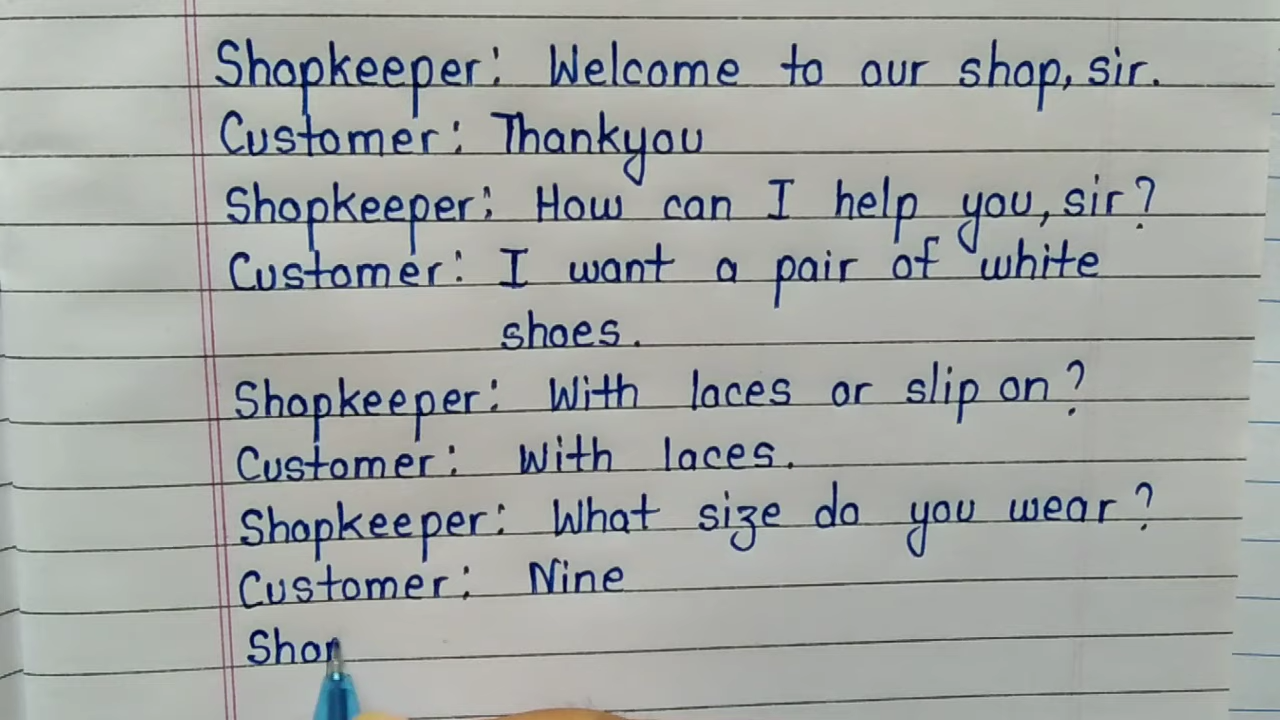 Shopkeeper: Welcome to our shop, sir.
Customer: Thankyou
Shopkeeper: How can I help you, sir?
Customer: I want a pair of white
shoes.
Shopkeeper: With laces or slip on?
Customer: With laces.
Shopkeeper: What size do you wear?
Customer: Nine